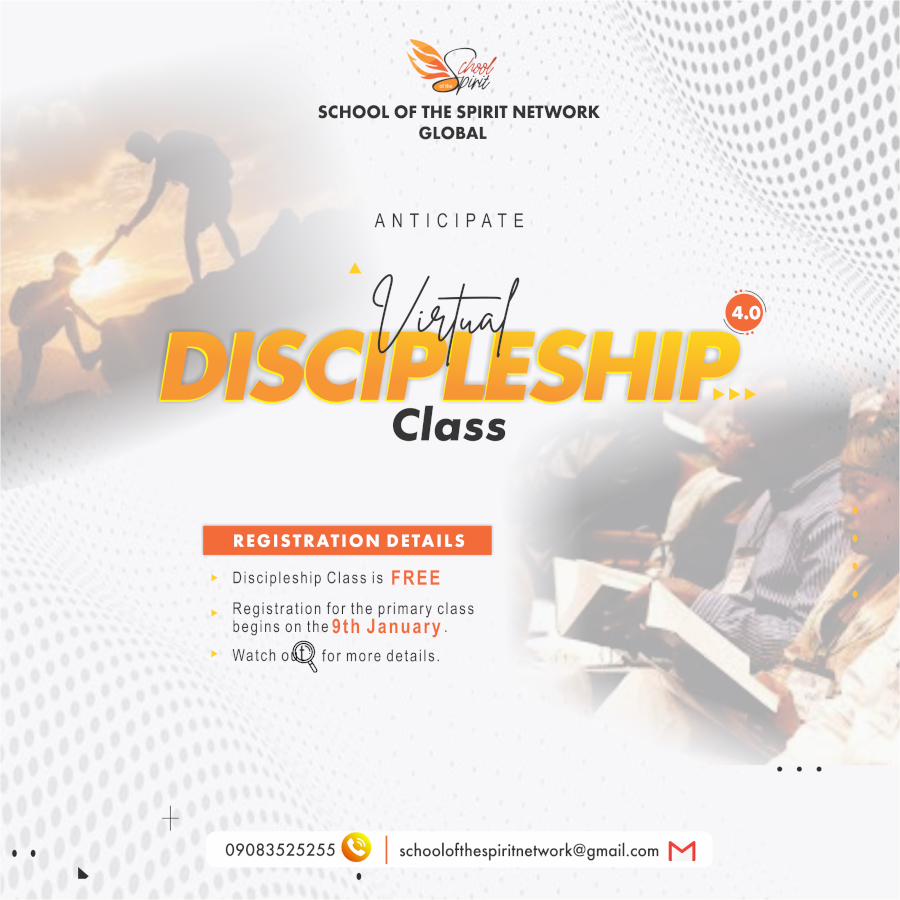 School
of the
Spirit
SCHOOL OF THE SPIRIT NETWORK
GLOBAL
ANTICIPATE
Virtual
4.0
DISCIPLESHIP
Class
REGISTRATION DETAILS
Discipleship Class is FREE
Registration for the primary class
begins on the 9th January.
Watch out for more details.
09083525255
schoolofthespiritnetwork@gmail.com